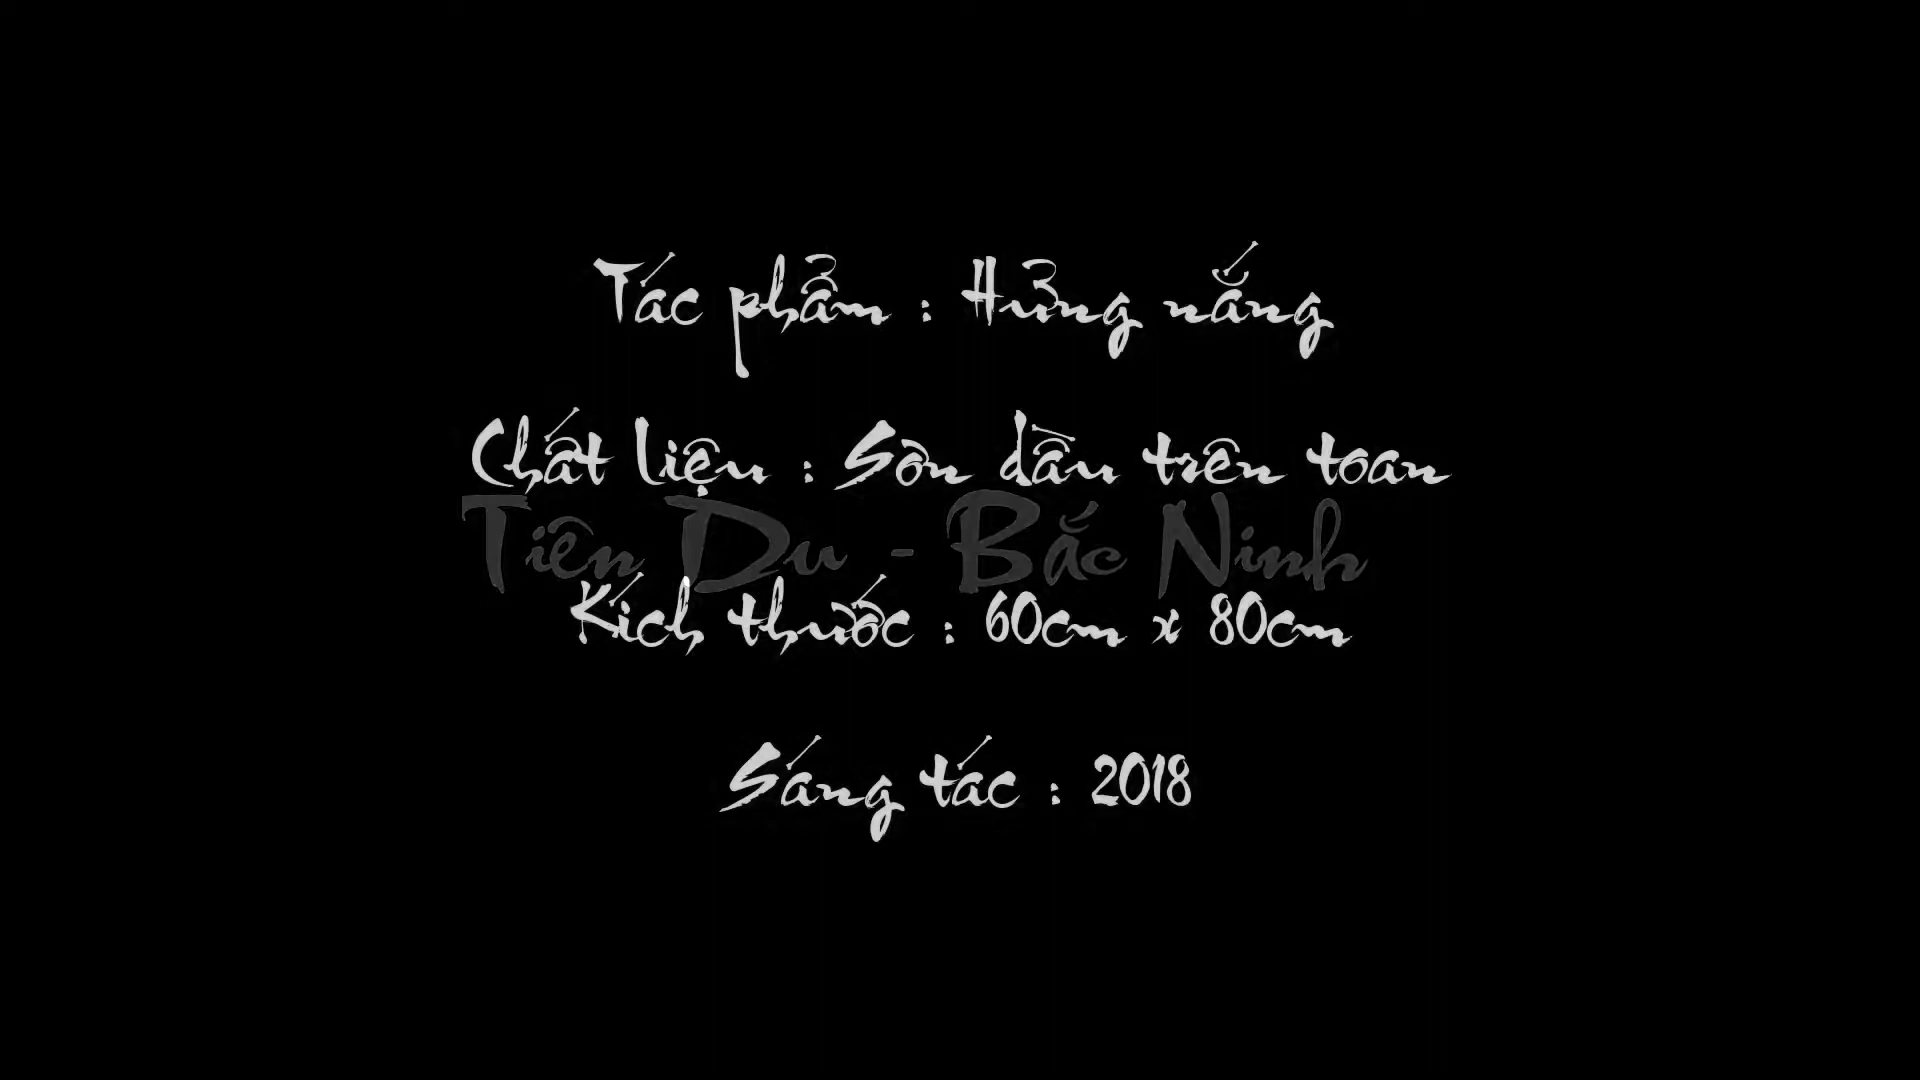 Tác phẩm : Hửng nắng
Chất liệu : Sơn dầu trên toan
Tiên Du - Bắc Ninh
Kích thước : 60cm x 80cm
Sáng tác : 2018